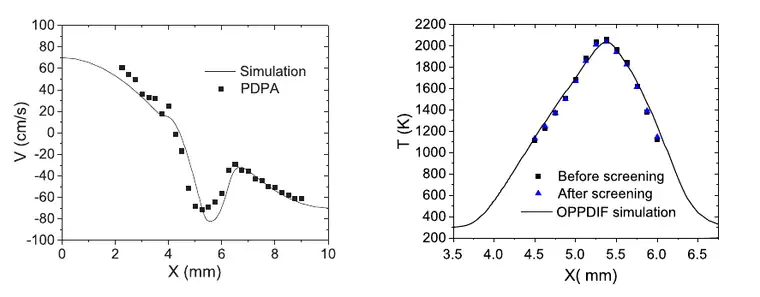 100
80
60
40
20
0
-20
-40
-60
-80
-100
V (cm/s)
Simulation
PDPA
0 2 4 6 8 10
X (mm)
2200
2000
1800
1600
1400
1200
1000
800
600
400
200
T (K)
Before screening
After screening
OPPDIF simulation
3.5 4.0 4.5 5.0 5.5 6.0 6.5
X( mm)